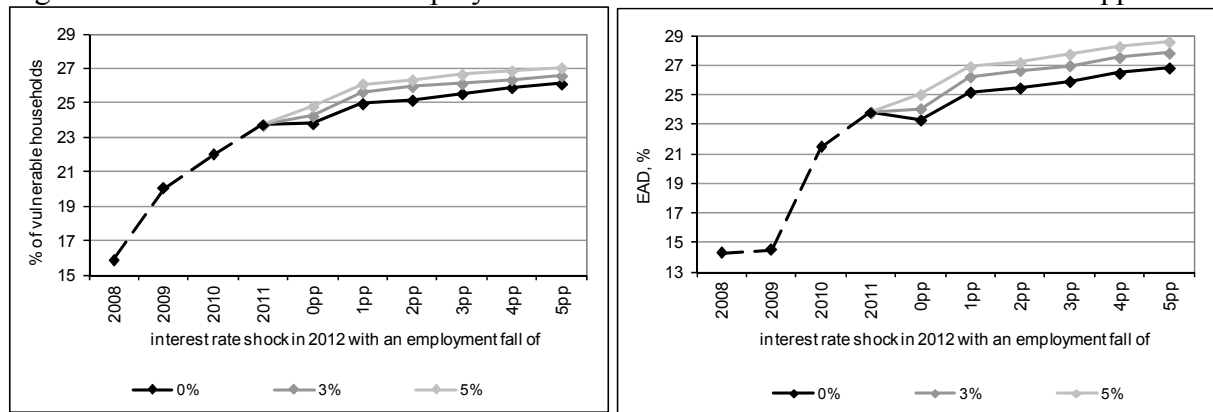 29
27
25
23
21
19
17
15
% of vulnerable households
2008
2009
2010
2011
0pp
1pp
2pp
3pp
4pp
5pp
interest rate shock in 2012 with an employment fall of
0% 3% 5%
29
27
25
23
21
19
17
15
13
EAD, %
2008
2009
2010
2011
0pp
1pp
2pp
3pp
4pp
5pp
interest rate shock in 2012 with an employment fall of
0% 3% 5%